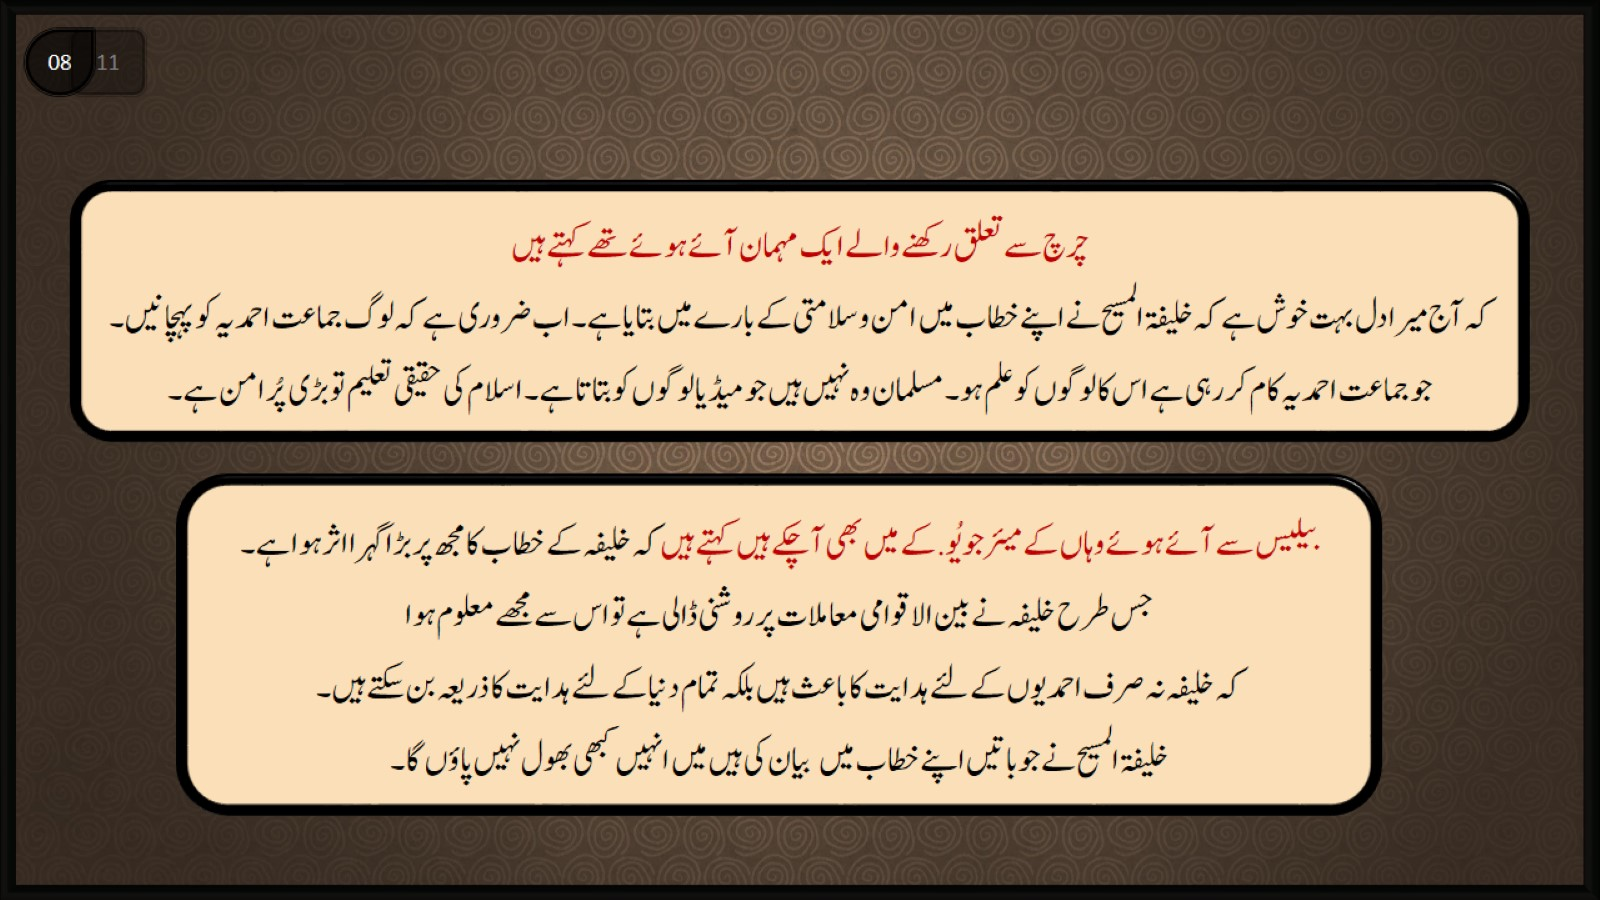 08 11
چرچ سے تعلق رکھنے والے ایک مہمان آئے ہوئے تھے کہتے ہیں
کہ آج میرا دل بہت خوش ہے کہ خلیفۃ المسیح نے اپنے خطاب میں امن و سلامتی کے بارے میں بتایا ہے۔ اب ضروری ہے کہ لوگ جماعت احمدیہ کو پہچانیں۔
جو جماعت احمدیہ کام کر رہی ہے اس کا لوگوں کو علم ہو۔ مسلمان وہ نہیں ہیں جو میڈیا لوگوں کو بتاتا ہے۔ اسلام کی حقیقی تعلیم تو بڑی پُر امن ہے۔
بیلیس سے آئے ہوئے وہاں کے میئر جو یُو. کے میں بھی آ چکے ہیں کہتے ہیں کہ خلیفہ کے خطاب کا مجھ پر بڑا گہرا اثر ہوا ہے۔
جس طرح خلیفہ نے بین الاقوامی معاملات پر روشنی ڈالی ہے تو اس سے مجھے معلوم ہوا
کہ خلیفہ نہ صرف احمدیوں کے لئے ہدایت کا باعث ہیں بلکہ تمام دنیا کے لئے ہدایت کا ذریعہ بن سکتے ہیں۔
خلیفۃ المسیح نے جو باتیں اپنے خطاب میں بیان کی ہیں میں انہیں کبھی بھول نہیں پاؤں گا۔